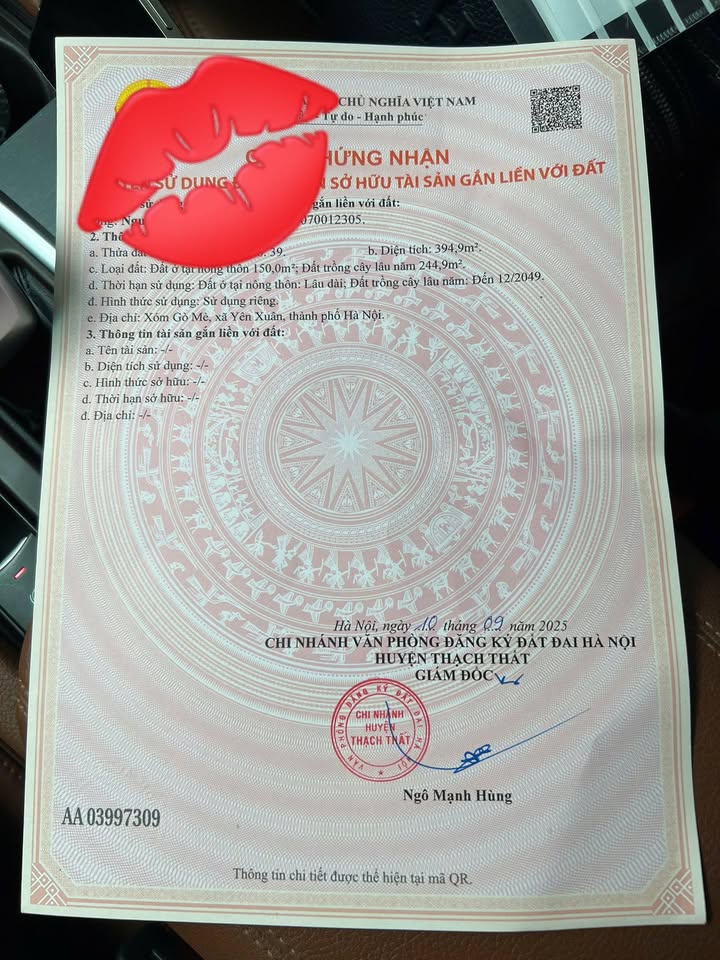 CHỦ NGHĨA VIỆT NAM
Tự do - Hạnh phúc
HỨNG NHẬN
SỬ DỤNG SỞ HỮU TÀI SẢN GẮN LIỀN VỚI ĐẤT
gắn liền với đất:
070012305.
2.
a. Thửa 39. b. Diện tích: 394,9m².
c. Loại đất: Đất ở tại nông thôn 150,0m²; Đất trồng cây lâu năm 244,9m².
d. Thời hạn sử dụng: Đất ở tại nông thôn: Lâu dài; Đất trồng cây lâu năm: Đến 12/2049.
đ. Hình thức sử dụng: Sử dụng riêng.
e. Địa chỉ: Xóm Gò Mè, xã Yên Xuân, thành phố Hà Nội.
3. Thông tin tài sản gắn liền với đất:
a. Tên tài sản: -/-
b. Diện tích sử dụng: -/-
c. Hình thức sở hữu: -/-
d. Thời hạn sở hữu: -/-
đ. Địa chỉ: -/-
Hà Nội, ngày 10 tháng 09 năm 2025
CHI NHÁNH VĂN PHÒNG ĐĂNG KÝ ĐẤT ĐAI HÀ NỘI
HUYỆN THẠCH THẤT
GIÁM ĐỐC
VĂN PHÒNG ĐĂNG KÝ ĐẤT ĐAI HÀ NỘI
CHI NHÁNH
HUYỆN
THẠCH THẤT
Ngô Mạnh Hùng
AA 03997309
Thông tin chi tiết được thể hiện tại mã QR.